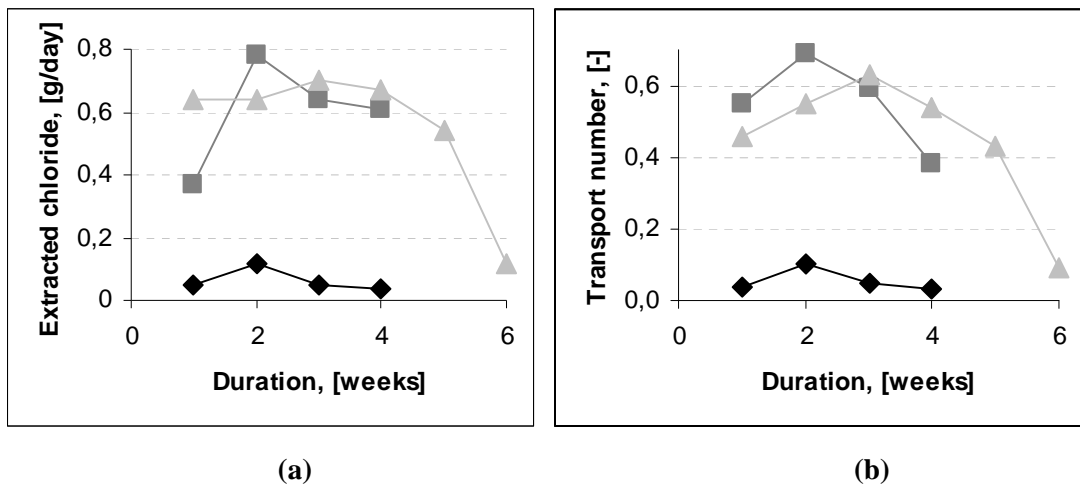 Extracted chloride, [g/day]
0,8
0,6
0,4
0,2
0
0 2 4 6
Duration, [weeks]
(a)
Transport number, [-]
0,6
0,4
0,2
0,0
0 2 4 6
Duration, [weeks]
(b)